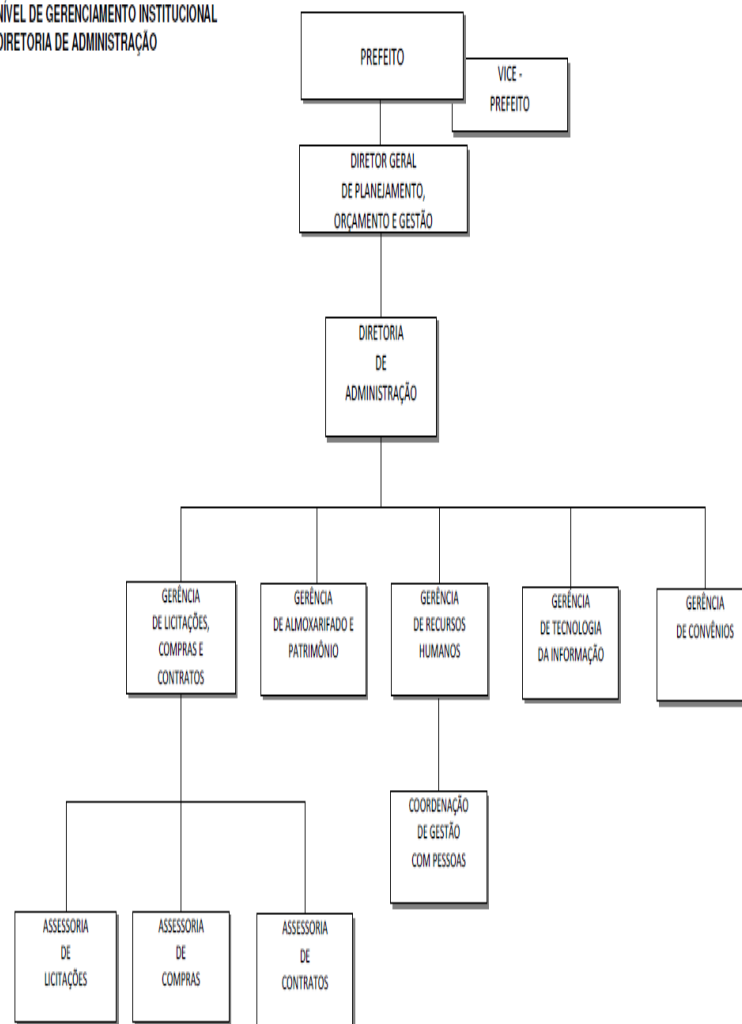 NÍVEL DE GERENCIAMENTO INSTITUCIONAL
DIRETORIA DE ADMINISTRAÇÃO
PREFEITO
VICE -
PREFEITO
DIRETOR GERAL
DE PLANEJAMENTO,
ORÇAMENTO E GESTÃO
DIRETORIA
DE
ADMINISTRAÇÃO
GERÊNCIA
DE LICITAÇÕES,
COMPRAS E
CONTRATOS
GERÊNCIA
DE ALMOXARIFADO E
PATRIMÔNIO
GERÊNCIA
DE RECURSOS
HUMANOS
GERÊNCIA
DE TECNOLOGIA
DA INFORMAÇÃO
GERÊNCIA
DE CONVÊNIOS
COORDENAÇÃO
DE GESTÃO
COM PESSOAS
ASSESSORIA
DE
LICITAÇÕES
ASSESSORIA
DE
COMPRAS
ASSESSORIA
DE
CONTRATOS